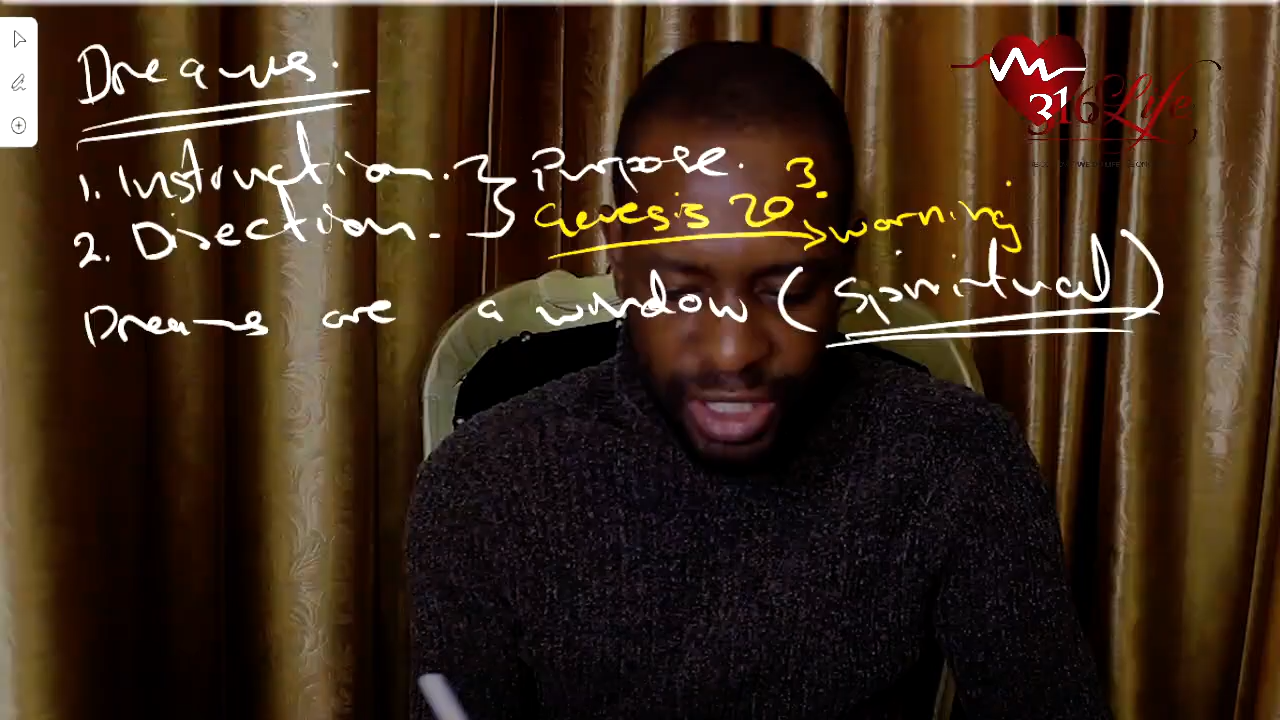 Dreams.
1. Instruction. } Purpose.
2. Direction. } Genesis 20 3. → warning
Dreams are a window (spiritual)
316Life